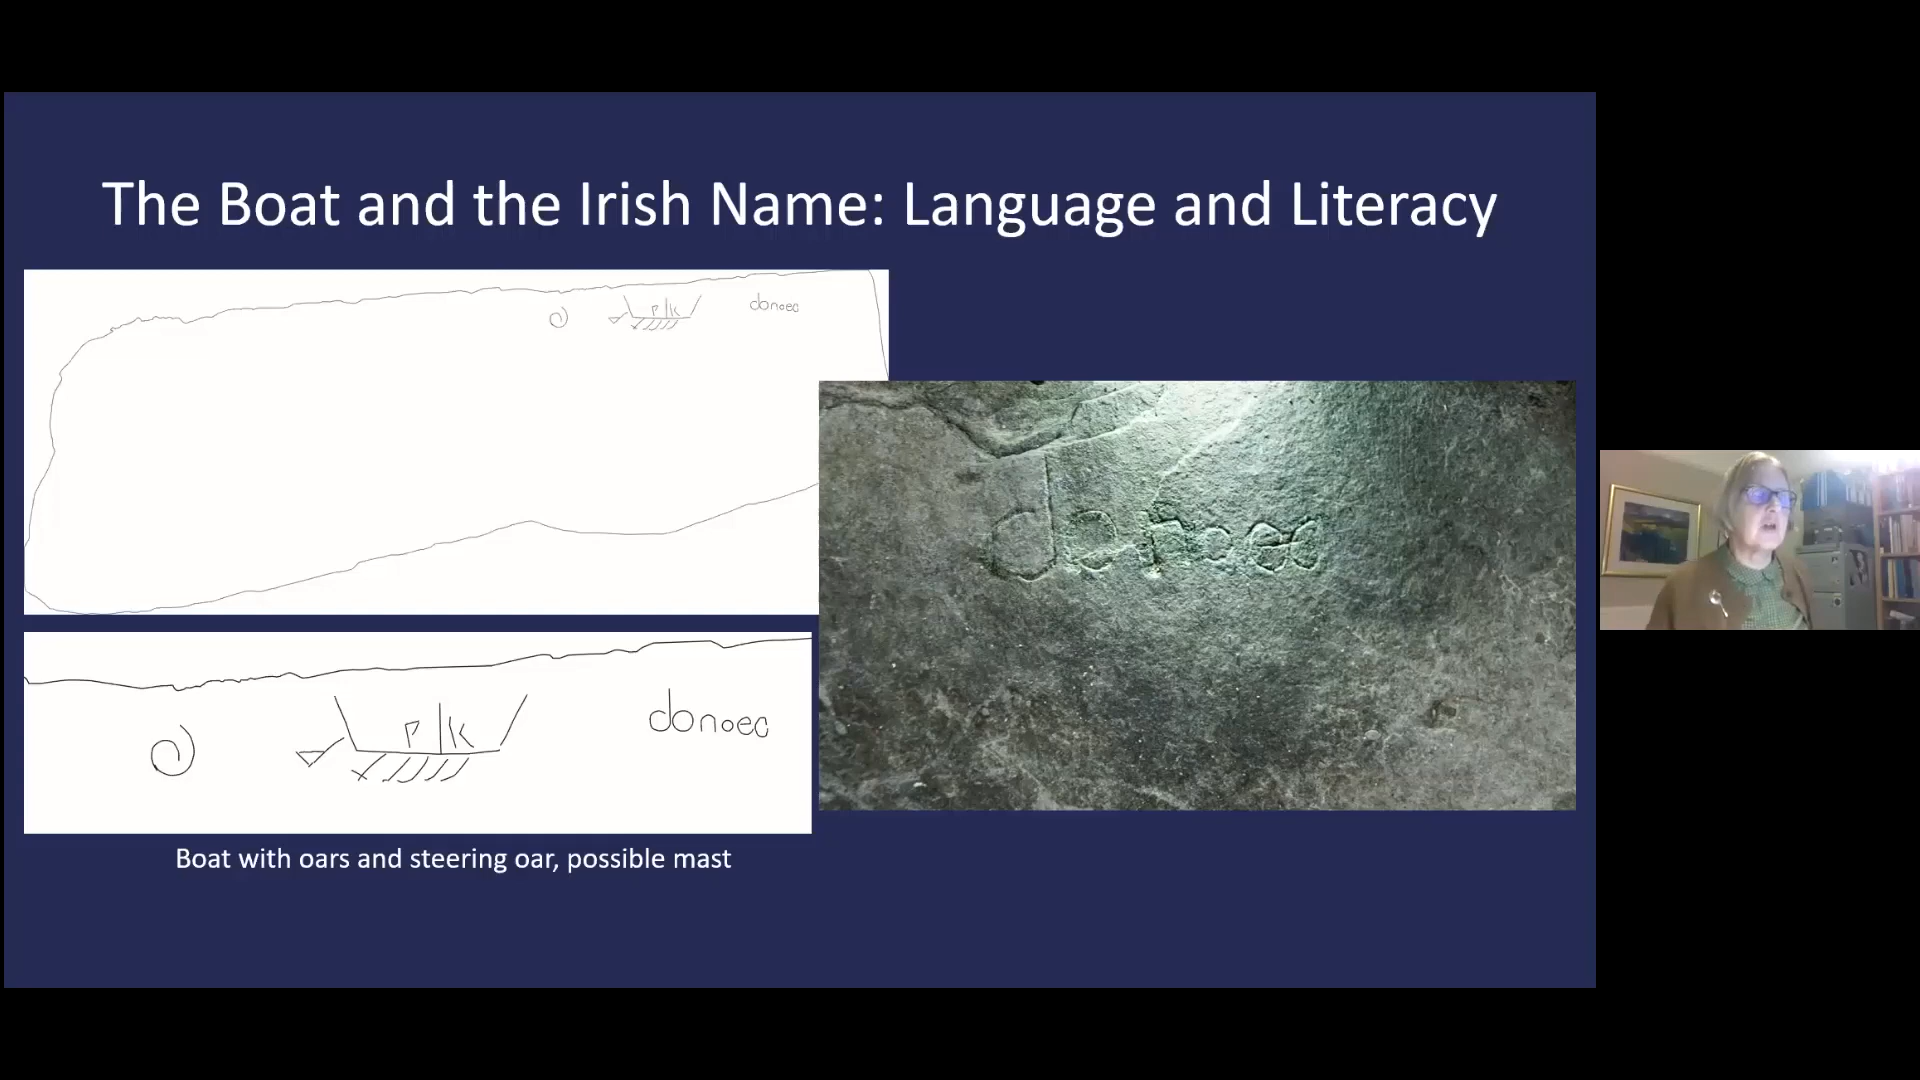 The Boat and the Irish Name: Language and Literacy
P K
donoea
P K
donoea
donoea
Boat with oars and steering oar, possible mast